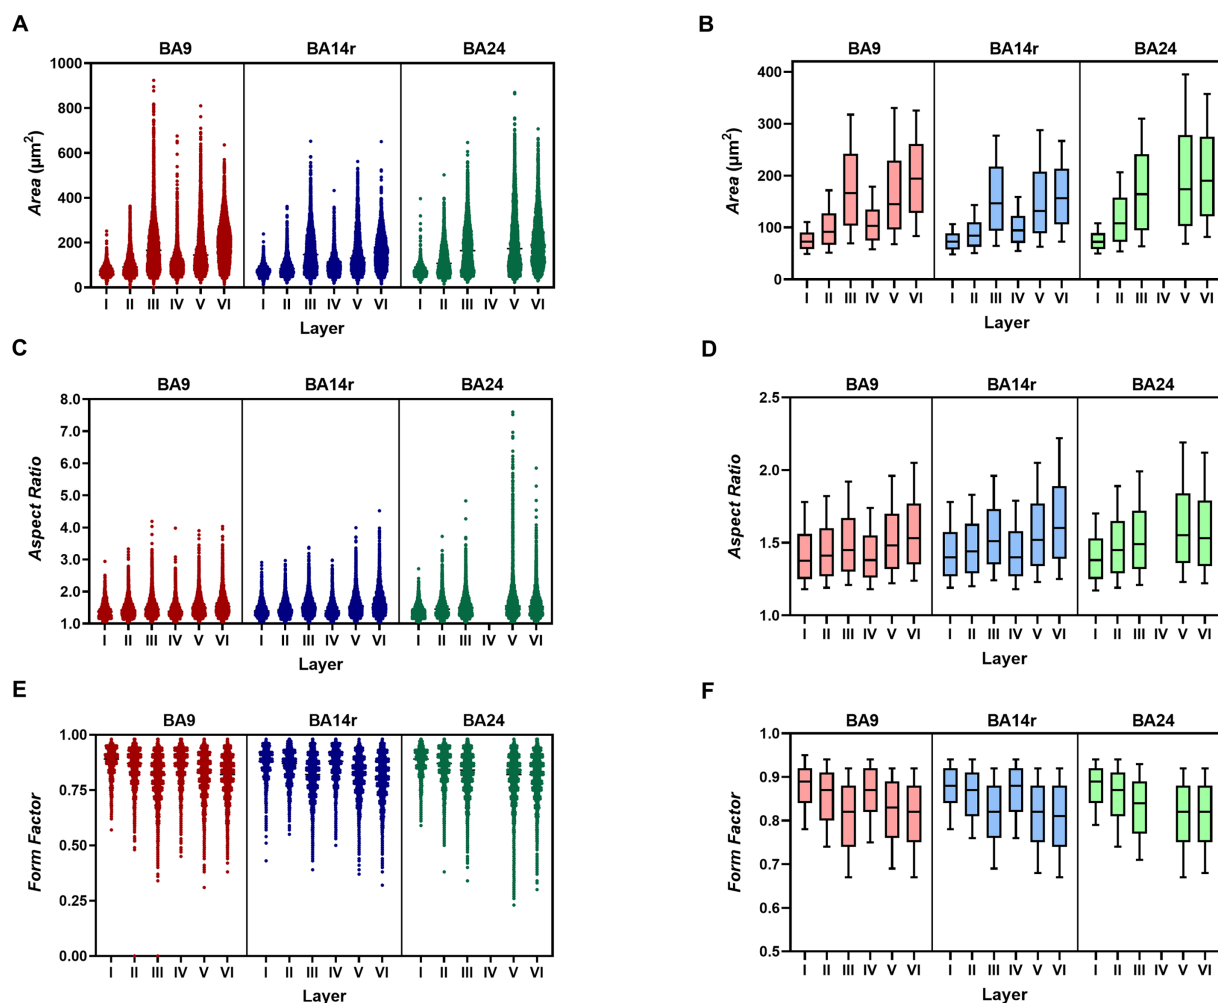 A
BA9 BA14r BA24
1000
800
600
400
200
0
Area (µm²)
I II III IV V VI I II III IV V VI I II III IV V VI
Layer
B
BA9 BA14r BA24
400
300
200
100
0
Area (µm²)
I II III IV V VI I II III IV V VI I II III IV V VI
Layer
C
BA9 BA14r BA24
8.0
7.0
6.0
5.0
4.0
3.0
2.0
1.0
Aspect Ratio
I II III IV V VI I II III IV V VI I II III IV V VI
Layer
D
BA9 BA14r BA24
2.5
2.0
1.5
1.0
Aspect Ratio
I II III IV V VI I II III IV V VI I II III IV V VI
Layer
E
BA9 BA14r BA24
1.00
0.75
0.50
0.25
0.00
Form Factor
I II III IV V VI I II III IV V VI I II III IV V VI
Layer
F
BA9 BA14r BA24
1.0
0.9
0.8
0.7
0.6
0.5
Form Factor
I II III IV V VI I II III IV V VI I II III IV V VI
Layer